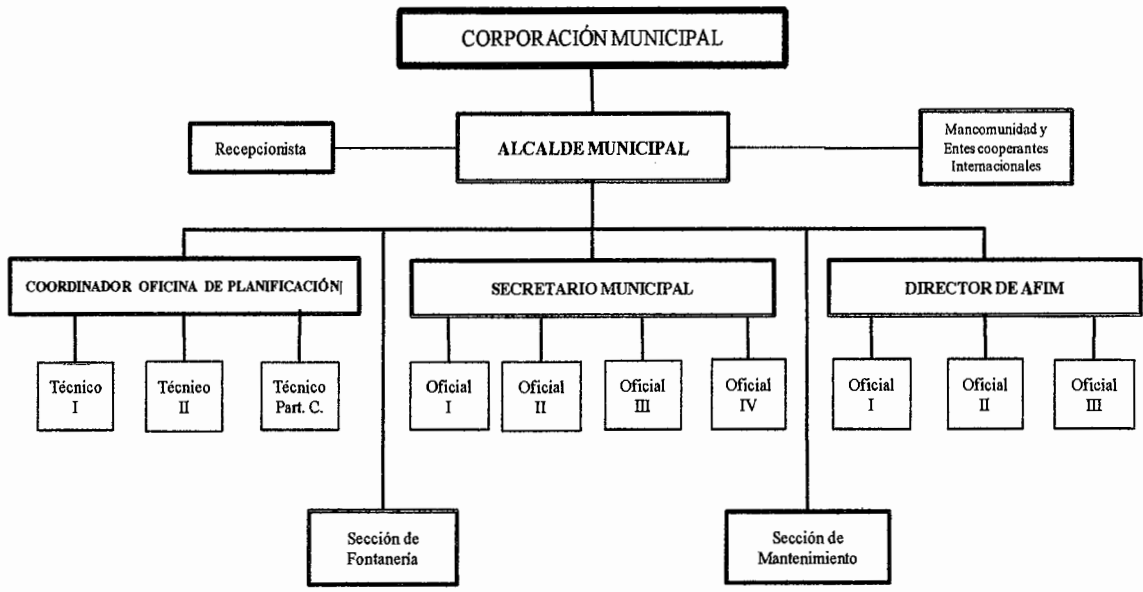 CORPORACIÓN MUNICIPAL
Recepcionista
ALCALDE MUNICIPAL
Mancomunidad y
Entes cooperantes
Internacionales
COORDINADOR OFICINA DE PLANIFICACIÓN
SECRETARIO MUNICIPAL
DIRECTOR DE AFIM
Técnico
I
Técnico
II
Técnico
Part. C.
Oficial
I
Oficial
II
Oficial
III
Oficial
IV
Oficial
I
Oficial
II
Oficial
III
Sección de
Fontanería
Sección de
Mantenimiento